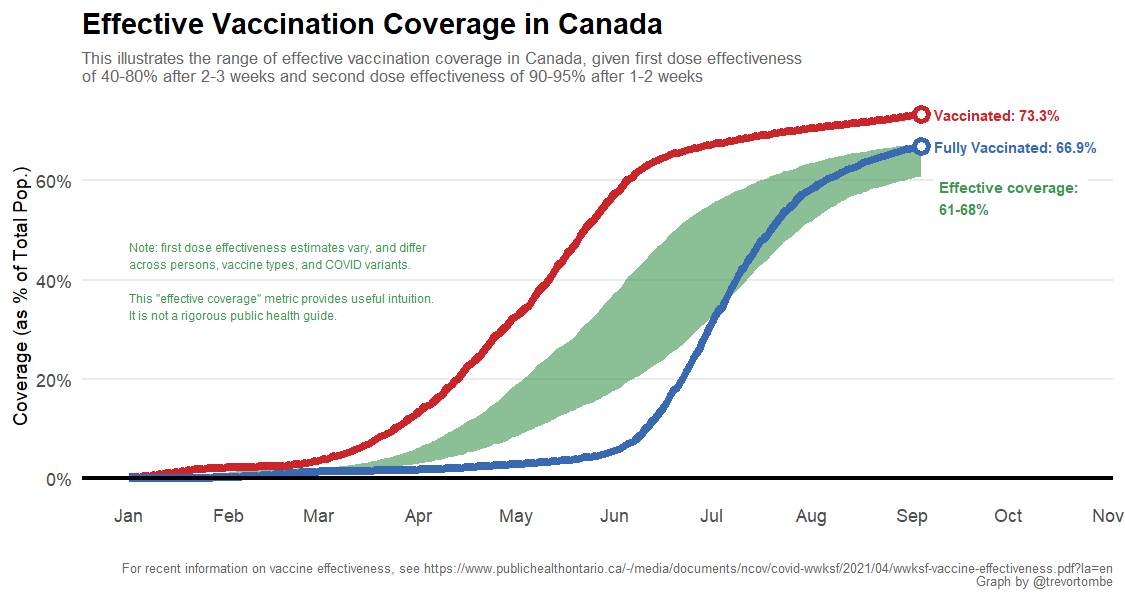 Effective Vaccination Coverage in Canada
This illustrates the range of effective vaccination coverage in Canada, given first dose effectiveness
of 40-80% after 2-3 weeks and second dose effectiveness of 90-95% after 1-2 weeks
Vaccinated: 73.3%
Fully Vaccinated: 66.9%
Effective coverage:
61-68%
Coverage (as % of Total Pop.)
60%
40%
20%
0%
Note: first dose effectiveness estimates vary, and differ
across persons, vaccine types, and COVID variants.
This "effective coverage" metric provides useful intuition.
It is not a rigorous public health guide.
Jan Feb Mar Apr May Jun Jul Aug Sep Oct Nov
For recent information on vaccine effectiveness, see https://www.publichealthontario.ca/-/media/documents/ncov/covid-wwksf/2021/04/wwksf-vaccine-effectiveness.pdf?la=en
Graph by @trevortombe